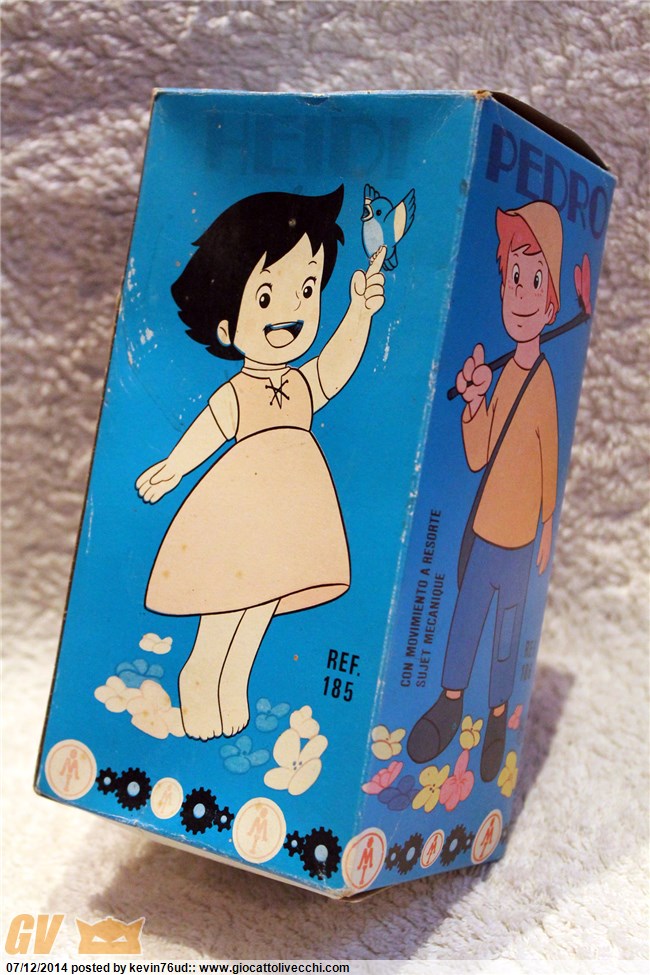 HEIDI
PEDRO
CON MOVIMIENTO A RESORTE
SUJET MECANIQUE
REF.
185
REF.
GV
07/12/2014 posted by kevin76ud:: www.giocattolivecchi.com